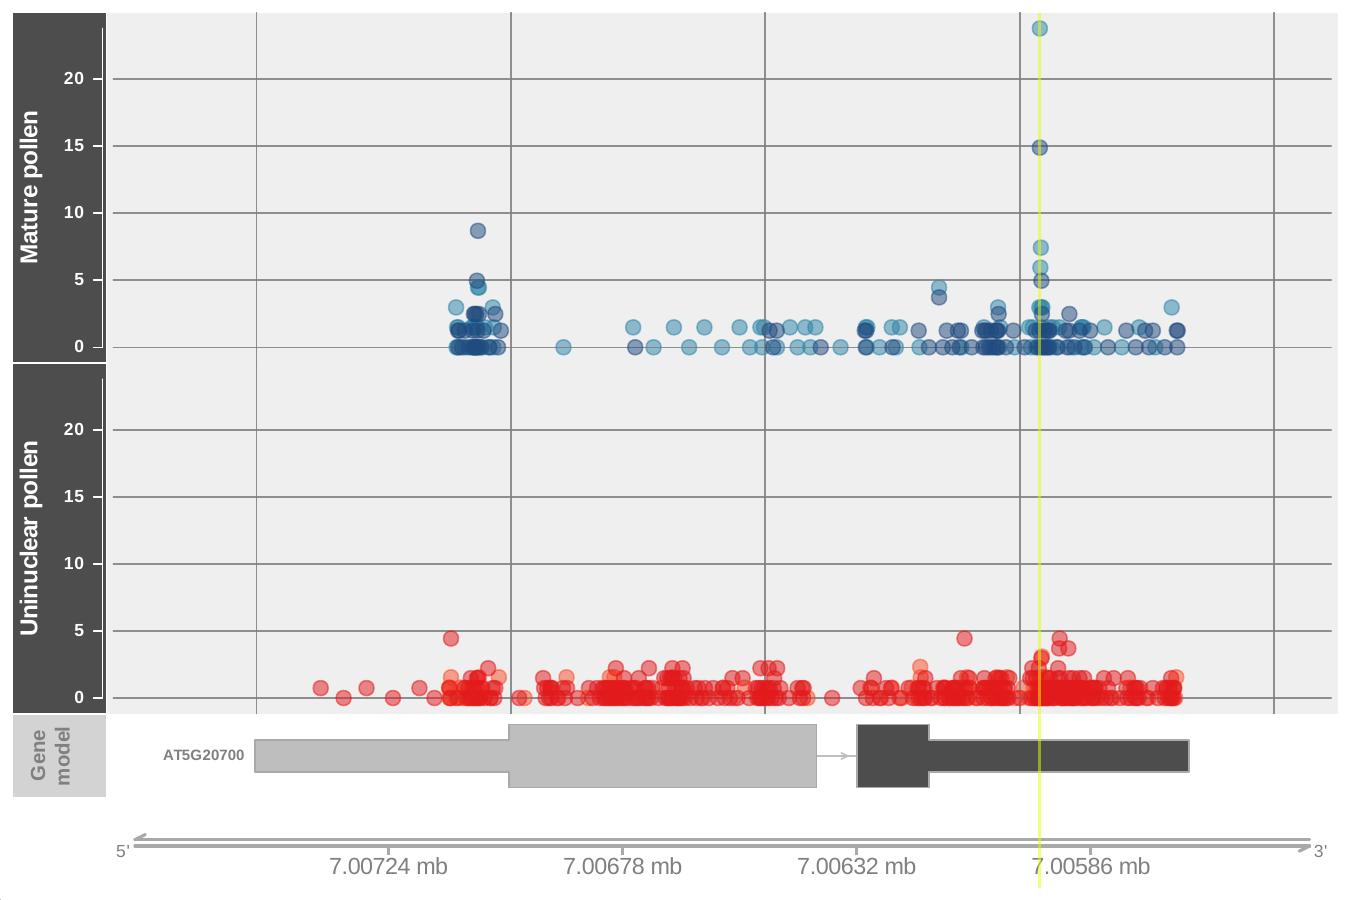 Mature pollen
20
15
10
5
0
Uninuclear pollen
20
15
10
5
0
Gene
model
AT5G20700
5'
3'
7.00724 mb
7.00678 mb
7.00632 mb
7.00586 mb